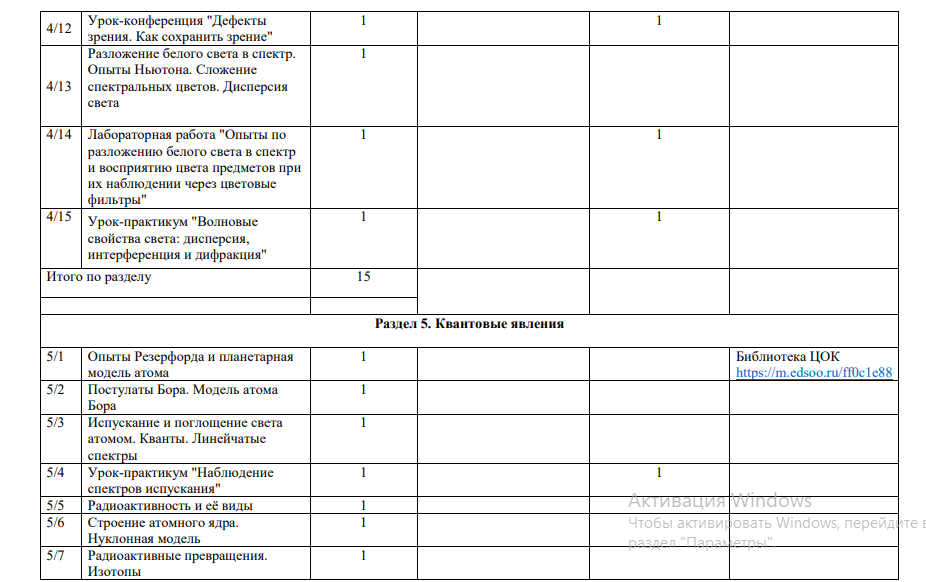 4/12 Урок-конференция "Дефекты 1 1
зрения. Как сохранить зрение"
Разложение белого света в спектр. 1
Опыты Ньютона. Сложение
4/13 спектральных цветов. Дисперсия
света
4/14 Лабораторная работа "Опыты по 1 1
разложению белого света в спектр
и восприятию цвета предметов при
их наблюдении через цветовые
фильтры"
4/15 Урок-практикум "Волновые 1 1
свойства света: дисперсия,
интерференция и дифракция"
Итого по разделу 15
Раздел 5. Квантовые явления
5/1 Опыты Резерфорда и планетарная 1 Библиотека ЦОК
модель атома https://m.edsoo.ru/ff0c1e88
5/2 Постулаты Бора. Модель атома 1
Бора
5/3 Испускание и поглощение света 1
атомом. Кванты. Линейчатые
спектры
5/4 Урок-практикум "Наблюдение 1 1
спектров испускания"
5/5 Радиоактивность и её виды 1
5/6 Строение атомного ядра. 1
Нуклонная модель
5/7 Радиоактивные превращения. 1
Изотопы
Активация Windows
Чтобы активировать Windows, перейдите в
раздел "Параметры".